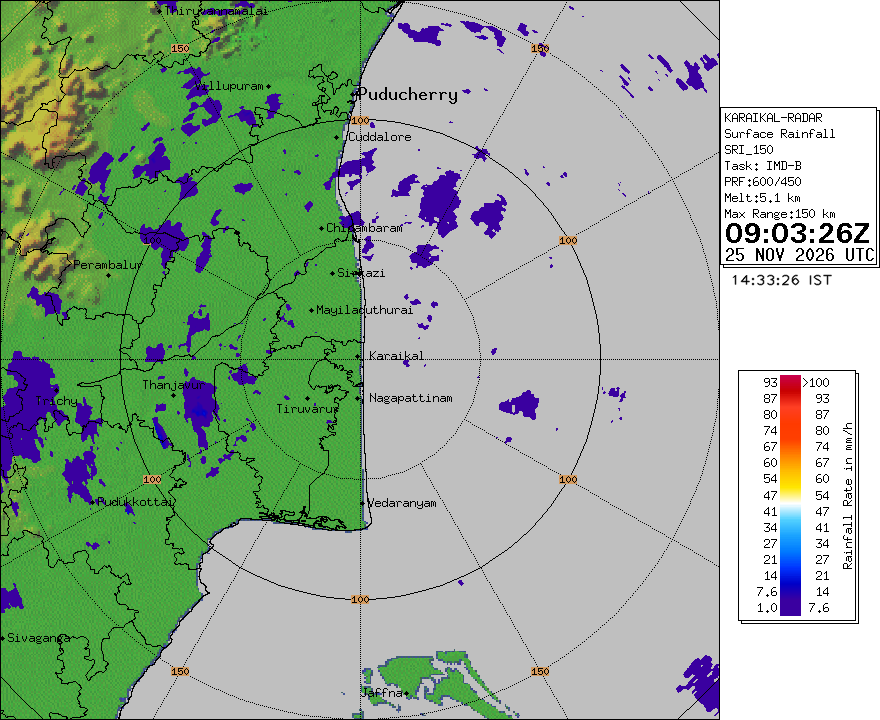 Thiruvannamalai
150
150
Villupuram
Puducherry
100
Cuddalore
Chidambaram
100
100
Perambalur
Sirkazi
Mayiladuthurai
Karaikal
Thanjavur
Trichy
Tiruvarur
Nagapattinam
100
100
Pudukkottai
Vedaranyam
100
Sivaganga
150
150
Jaffna
KARAIKAL-RADAR
Surface Rainfall
SRI_150
Task: IMD-B
PRF:600/450
Melt:5.1 km
Max Range:150 km
09:03:26Z
25 NOV 2026 UTC
14:33:26 IST
93 >100
87 93
80 87
74 80
67 74
60 67
54 60
47 54
41 47
34 41
27 34
21 27
14 21
7.6 14
1.0 7.6
Rainfall Rate in mm/h